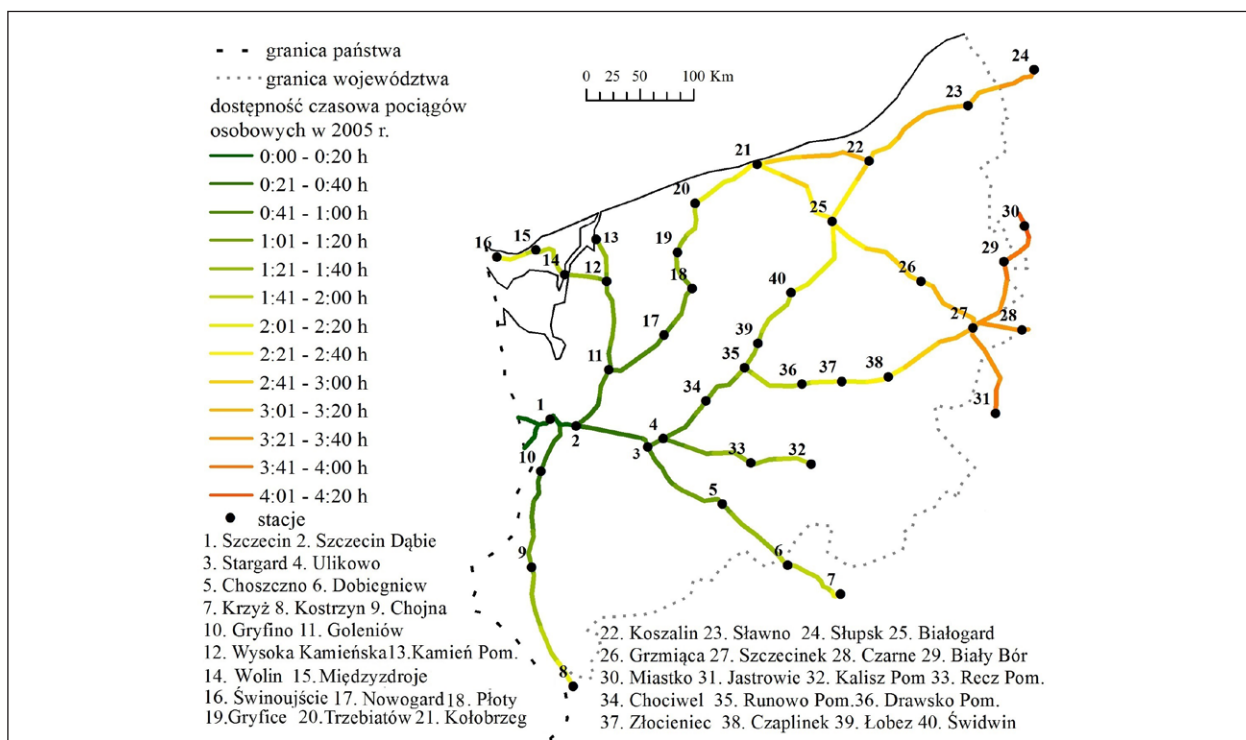 granica państwa
granica województwa
dostępność czasowa pociągów
osobowych w 2005 r.
0:00 - 0:20 h
0:21 - 0:40 h
0:41 - 1:00 h
1:01 - 1:20 h
1:21 - 1:40 h
1:41 - 2:00 h
2:01 - 2:20 h
2:21 - 2:40 h
2:41 - 3:00 h
3:01 - 3:20 h
3:21 - 3:40 h
3:41 - 4:00 h
4:01 - 4:20 h
stacje
1. Szczecin 2. Szczecin Dąbie
3. Stargard 4. Ulikowo
5. Choszczno 6. Dobiegniew
7. Krzyż 8. Kostrzyn 9. Chojna
10. Gryfino 11. Goleniów
12. Wysoka Kamieńska13.Kamień Pom.
14. Wolin 15. Międzyzdroje
16. Świnoujście 17. Nowogard 18. Płoty
19.Gryfice 20. Trzebiatów 21. Kołobrzeg
22. Koszalin 23. Sławno 24. Słupsk 25. Białogard
26. Grzmiąca 27. Szczecinek 28. Czarne 29. Biały Bór
30. Miastko 31. Jastrowie 32. Kalisz Pom 33. Recz Pom.
34. Chociwel 35. Runowo Pom.36. Drawsko Pom.
37. Złocieniec 38. Czaplinek 39. Łobez 40. Świdwin
0 25 50 100 Km
24
23
22
21
20
25
30
15
13
16
19
29
14
12
18
40
26
17
27
28
39
11
35
36
37
38
34
31
1
4
2
3
33
32
10
5
9
6
7
8